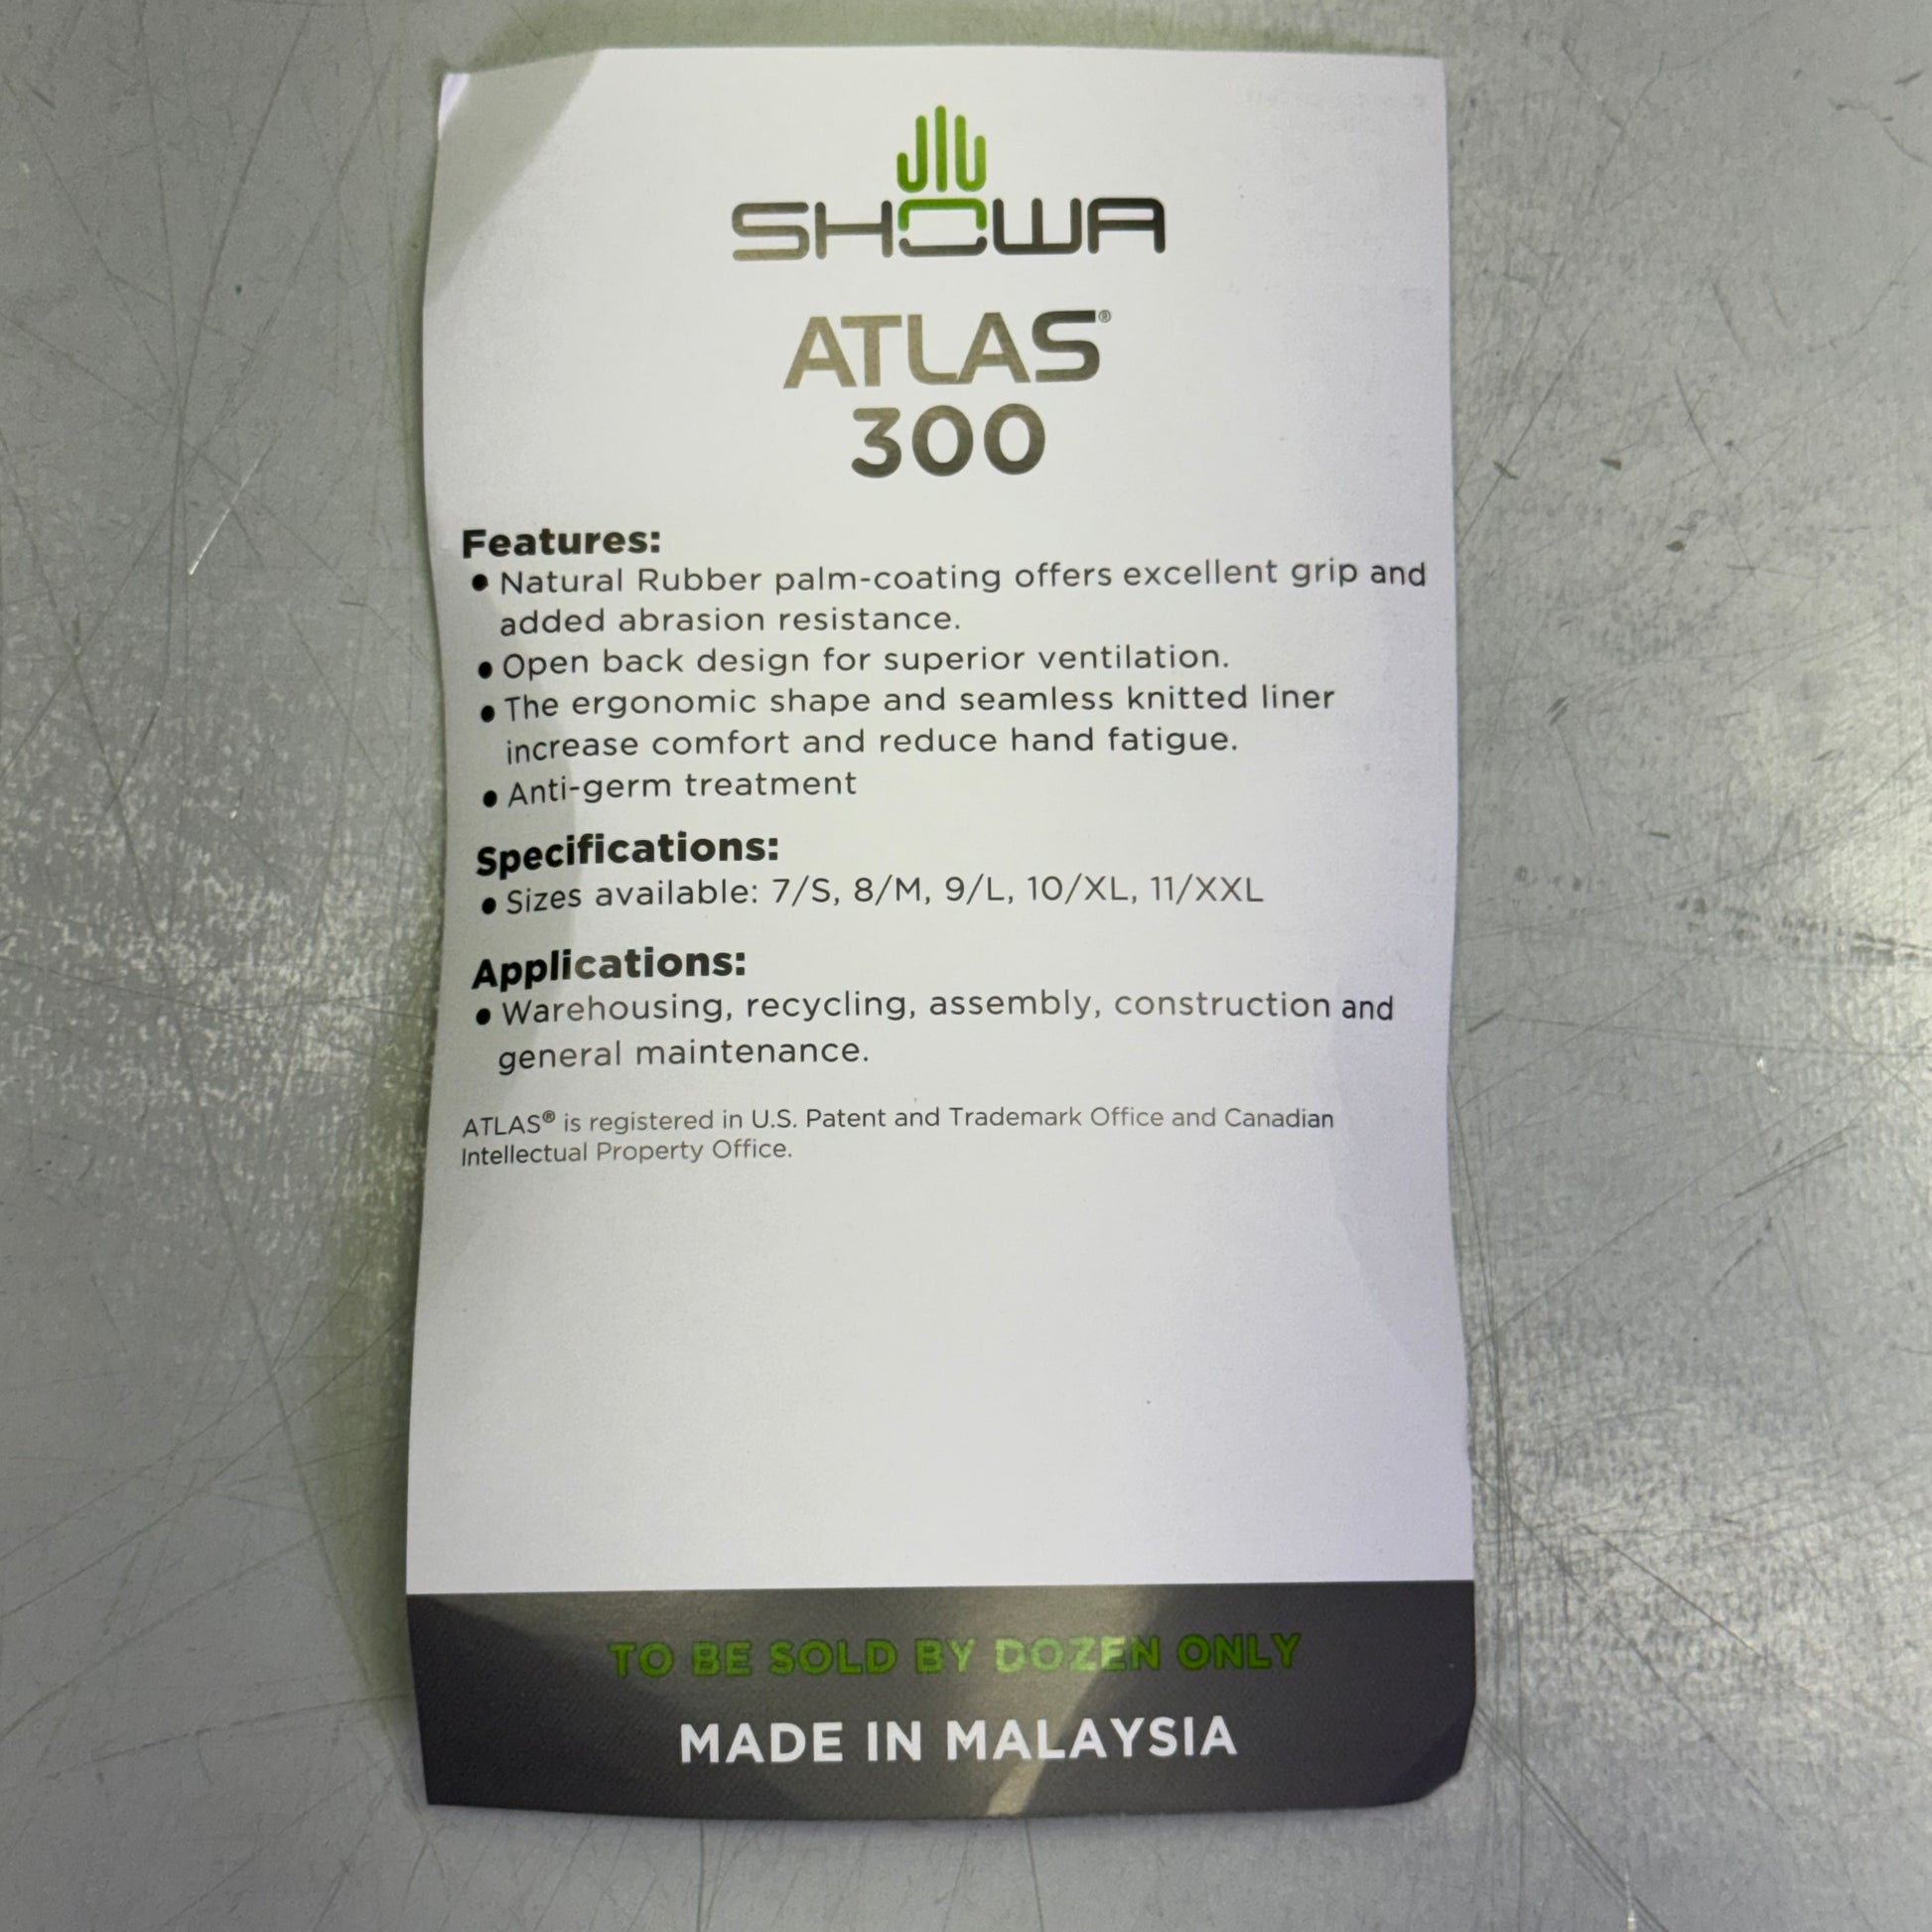 SHOWA
ATLAS®
300
Features:
● Natural Rubber palm-coating offers excellent grip and
added abrasion resistance.
● Open back design for superior ventilation.
● The ergonomic shape and seamless knitted liner
increase comfort and reduce hand fatigue.
● Anti-germ treatment
Specifications:
● Sizes available: 7/S, 8/M, 9/L, 10/XL, 11/XXL
Applications:
● Warehousing, recycling, assembly, construction and
general maintenance.
ATLAS® is registered in U.S. Patent and Trademark Office and Canadian
Intellectual Property Office.
TO BE SOLD BY DOZEN ONLY
MADE IN MALAYSIA